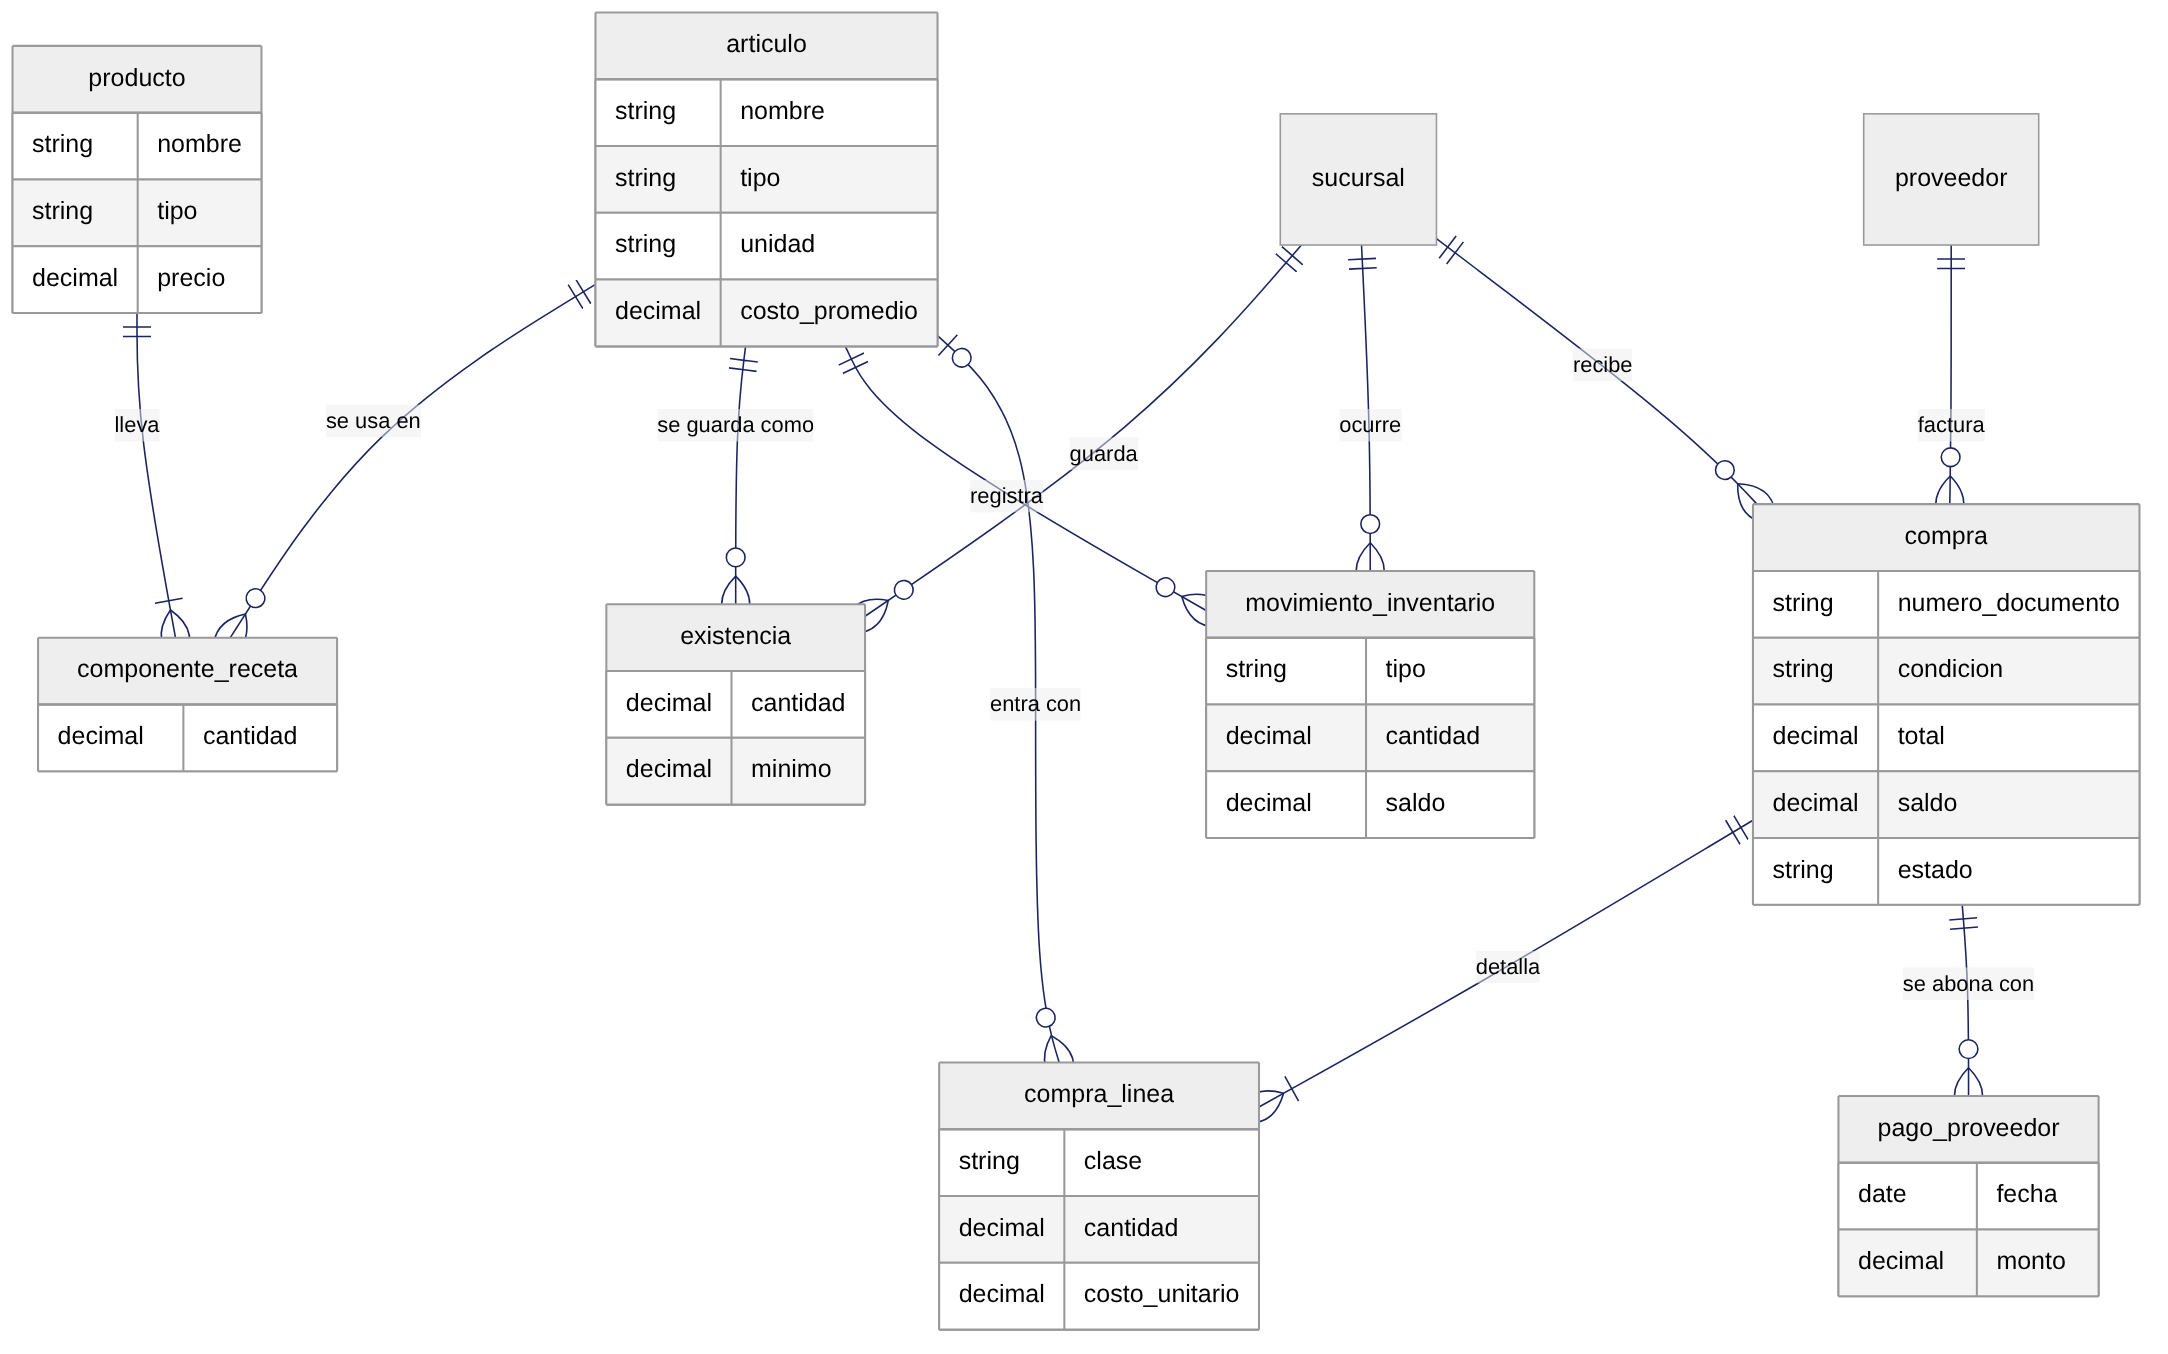 producto
string nombre
string tipo
decimal precio
articulo
string nombre
string tipo
string unidad
decimal costo_promedio
sucursal
proveedor
lleva
se usa en
se guarda como
registra
guarda
ocurre
recibe
factura
componente_receta
decimal cantidad
existencia
decimal cantidad
decimal minimo
entra con
movimiento_inventario
string tipo
decimal cantidad
decimal saldo
compra
string numero_documento
string condicion
decimal total
decimal saldo
string estado
detalla
se abona con
compra_linea
string clase
decimal cantidad
decimal costo_unitario
pago_proveedor
date fecha
decimal monto